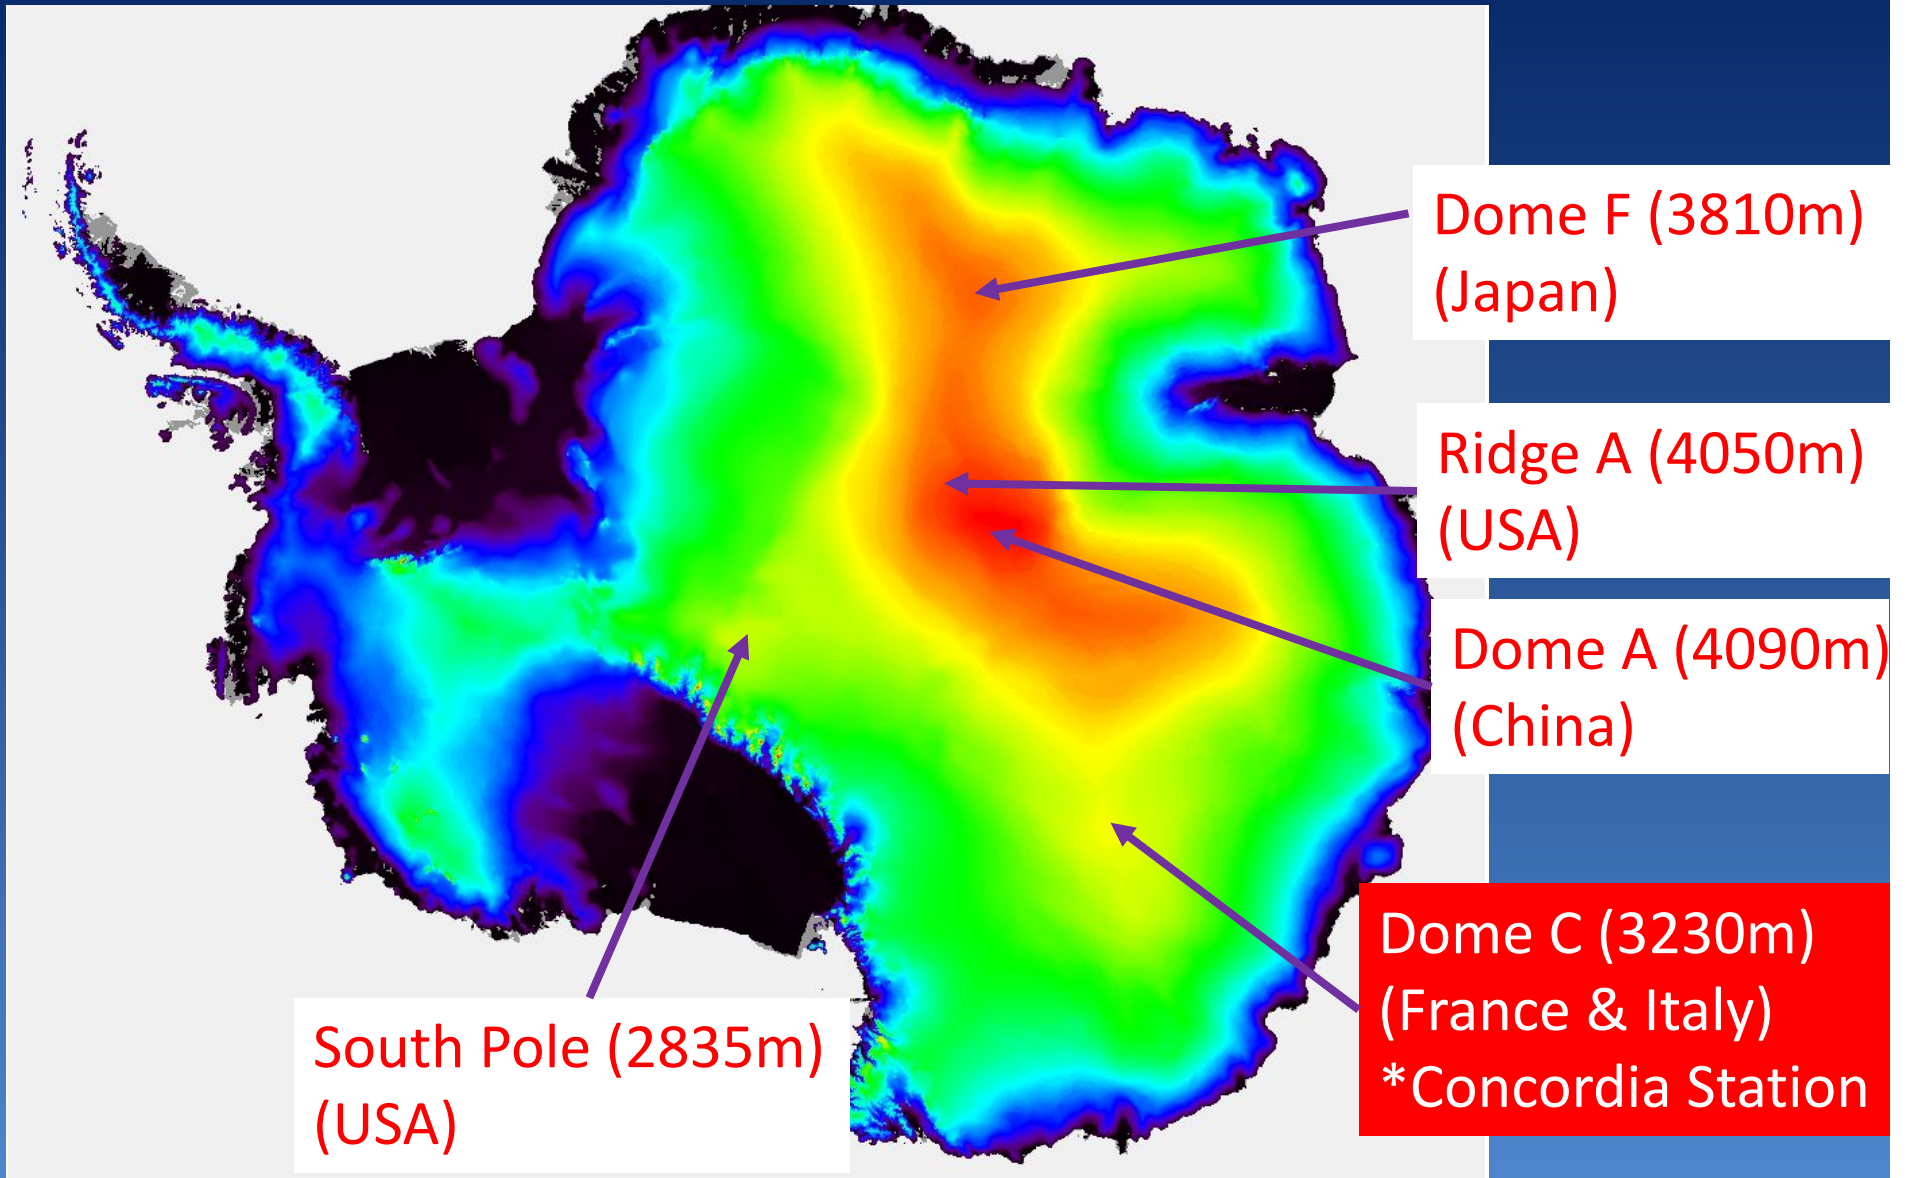 Dome F (3810m)
(Japan)
Ridge A (4050m)
(USA)
Dome A (4090m)
(China)
Dome C (3230m)
(France & Italy)
*Concordia Station
South Pole (2835m)
(USA)